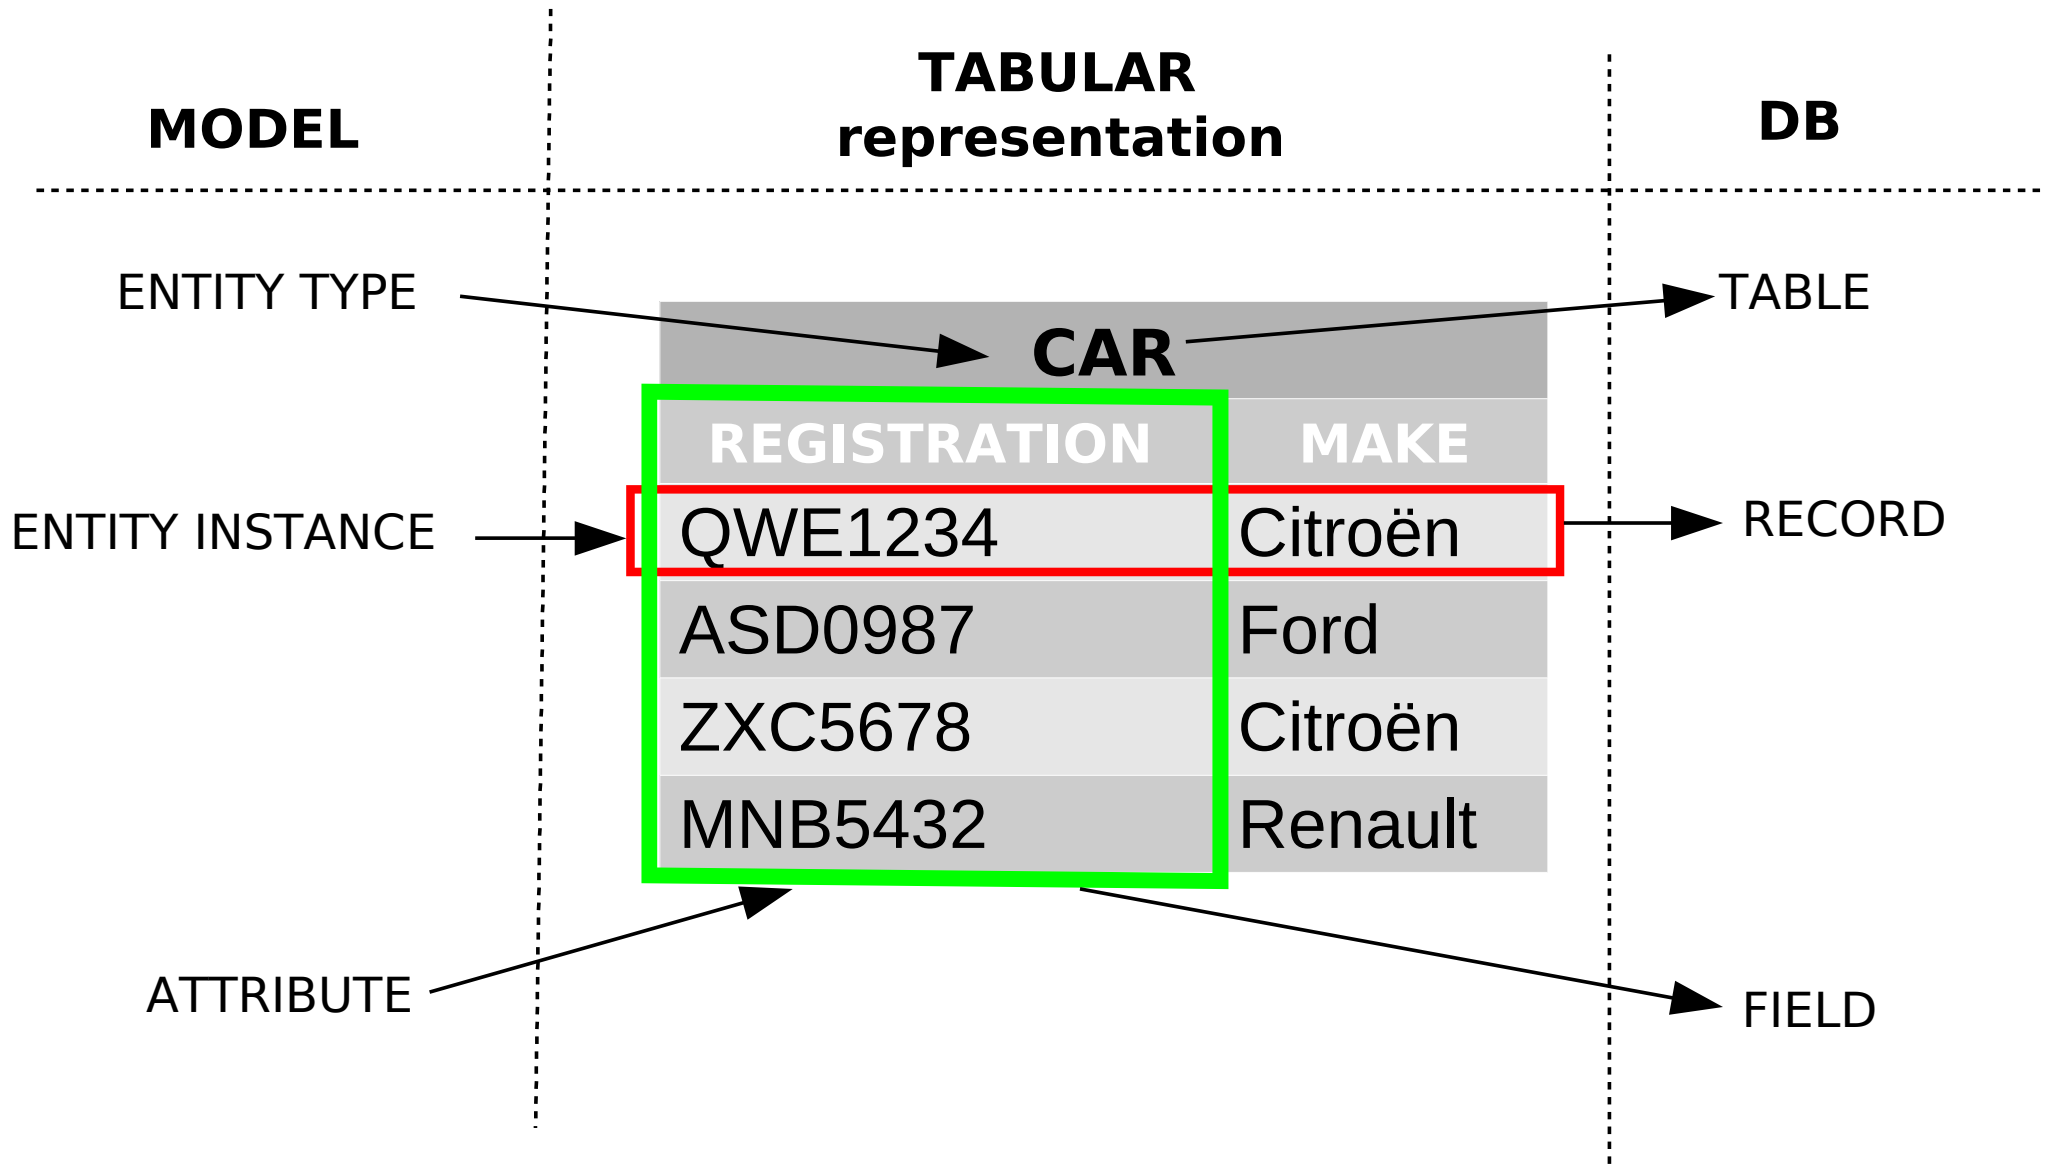 MODEL
TABULAR
representation
DB
ENTITY TYPE
CAR
TABLE
REGISTRATION MAKE
ENTITY INSTANCE
QWE1234 Citroën
RECORD
ASD0987 Ford
ZXC5678 Citroën
MNB5432 Renault
ATTRIBUTE
FIELD